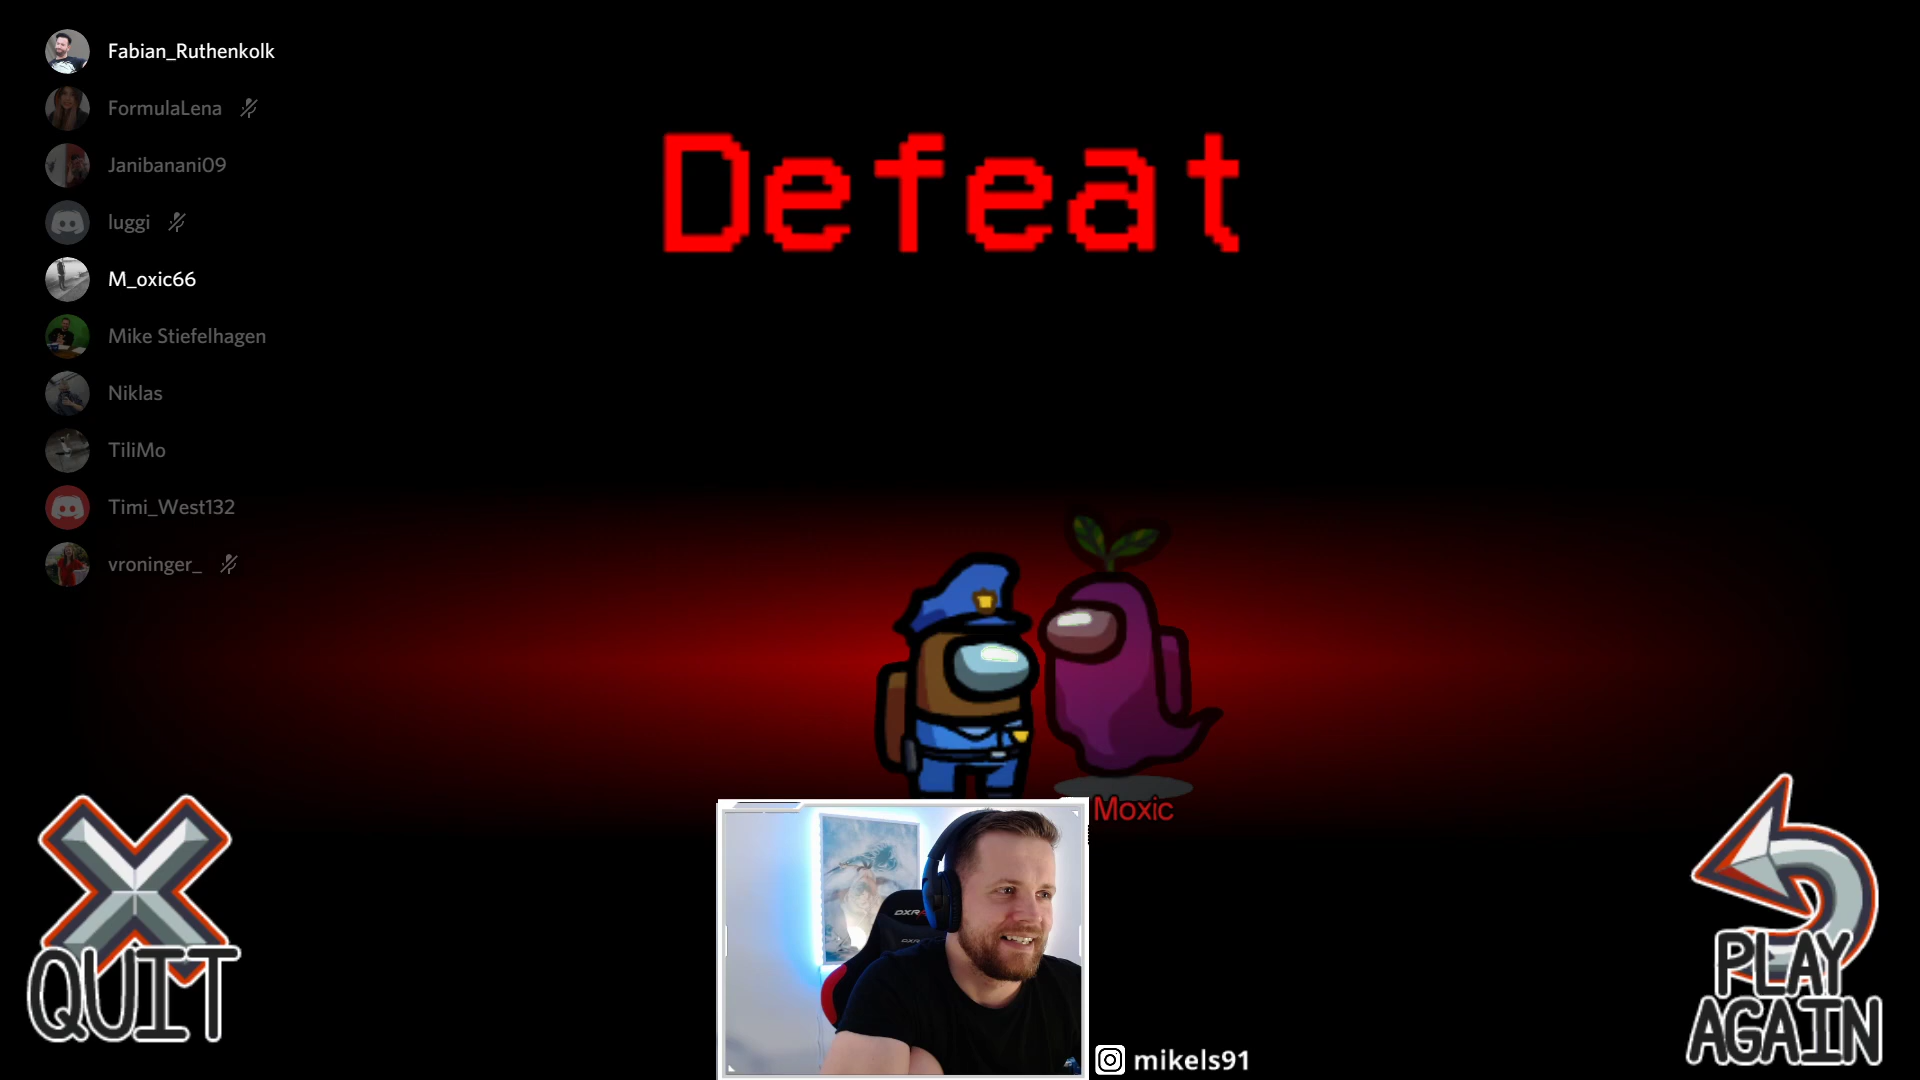 Fabian_Ruthenkolk
FormulaLena
Janibanani09
luggi
M_oxic66
Mike Stiefelhagen
Niklas
TiliMo
Timi_West132
vroninger_
Defeat
Moxic
QUIT
PLAY
AGAIN
mikels91